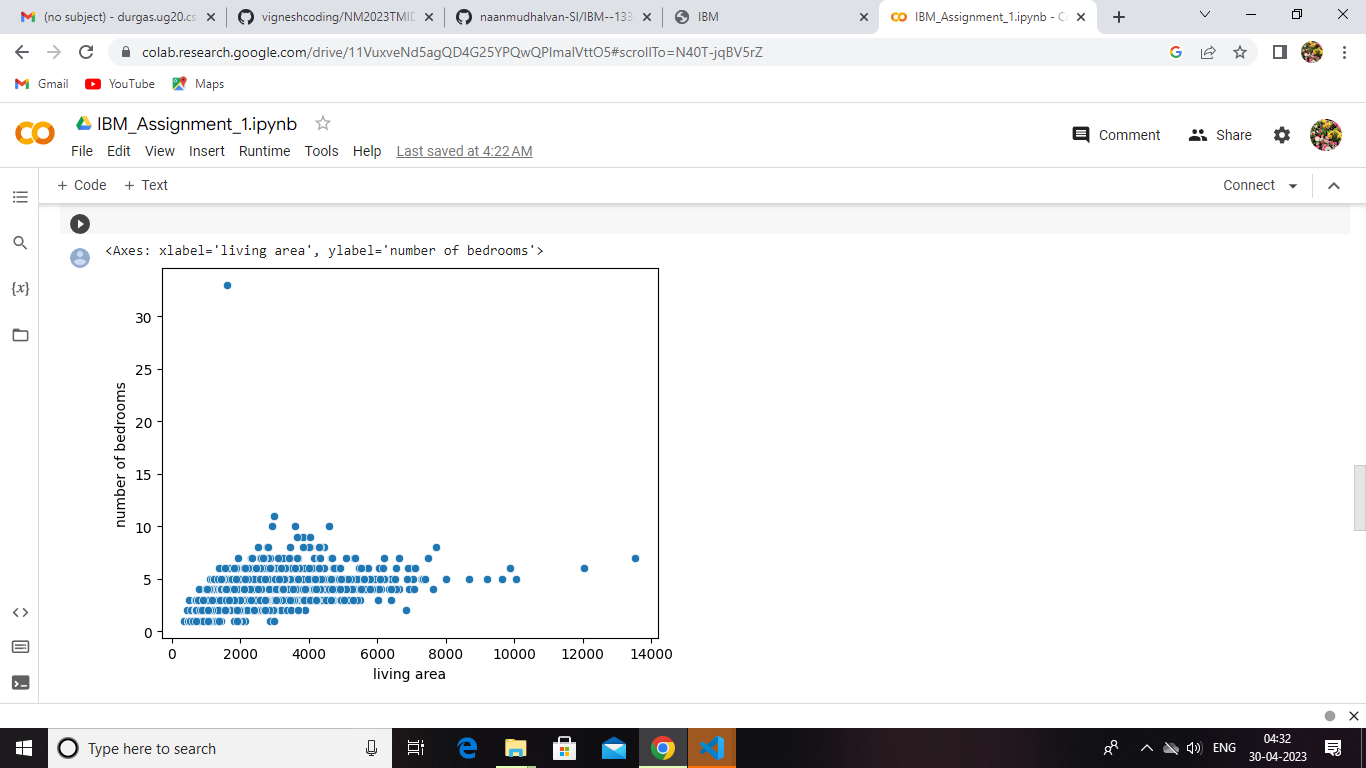 (no subject) - durgas.ug20.cs
vigneshcoding/NM2023TMID
naanmudhalvan-SI/IBM--133
IBM
IBM_Assignment_1.ipynb - C
colab.research.google.com/drive/11VuxveNd5agQD4G25YPQwQPlmalVttO5#scrollTo=N40T-jqBV5rZ
Gmail YouTube Maps
IBM_Assignment_1.ipynb
Comment Share
File Edit View Insert Runtime Tools Help Last saved at 4:22 AM
+ Code + Text Connect
{x}
<Axes: xlabel='living area', ylabel='number of bedrooms'>
number of bedrooms
30
25
20
15
10
5
0
0 2000 4000 6000 8000 10000 12000 14000
living area
Type here to search
ENG
04:32
30-04-2023